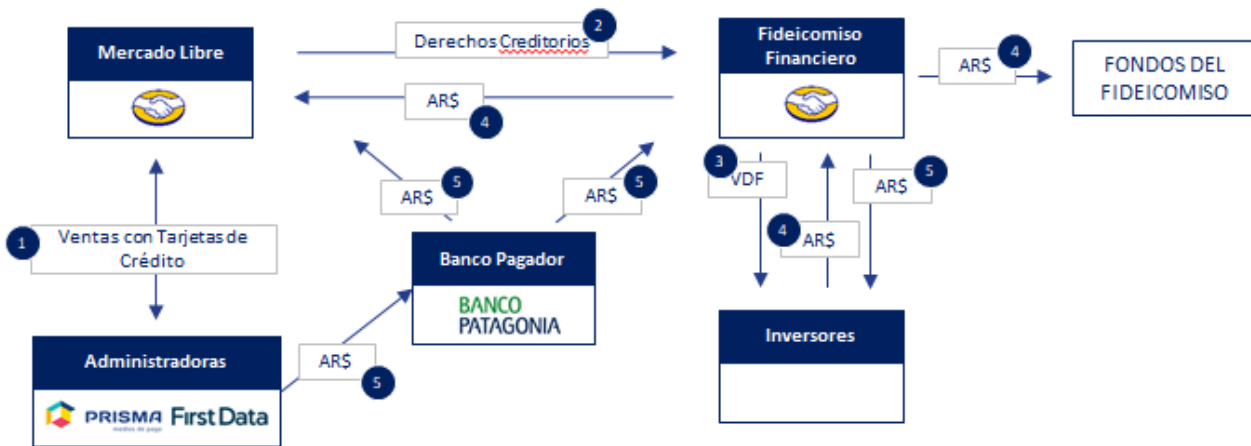 Mercado Libre
Derechos Creditorios
2
Fideicomiso
Financiero
AR$
4
FONDOS DEL
FIDEICOMISO
AR$
4
3
VDF
AR$
5
AR$
5
AR$
5
1
Ventas con Tarjetas de
Crédito
4
AR$
Banco Pagador
BANCO
PATAGONIA
Inversores
Administradoras
AR$
5
PRISMA
medios de pago
First Data